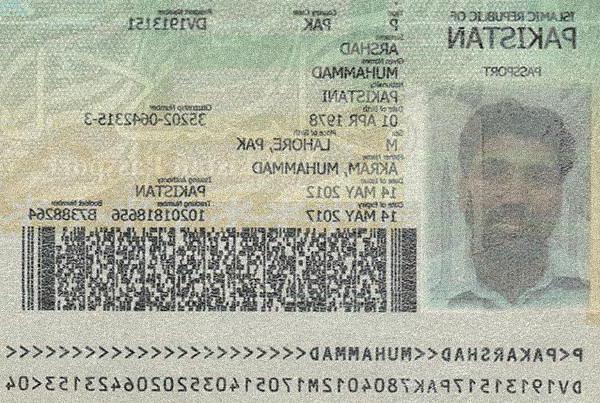 ISLAMIC REPUBLIC OF
PAKISTAN
PASSPORT
Type Country Code Passport Number
P PAK DV1913151
Surname
ARSHAD
Given Names
MUHAMMAD
Nationality
PAKISTANI
Date of Birth Citizenship Number
01 APR 1978 35202-0642315-3
Sex Place of Birth
M LAHORE, PAK
Father Name
AKRAM, MUHAMMAD
Date of Issue Issuing Authority
14 MAY 2012 PAKISTAN
Date of Expiry Tracking Number Booklet Number
14 MAY 2017 10201818656 B7388264
P<PAKARSHAD<<MUHAMMAD<<<<<<<<<<<<<<<<<<<<<<<
DV19131517PAK7804012M17051403520206423153<04